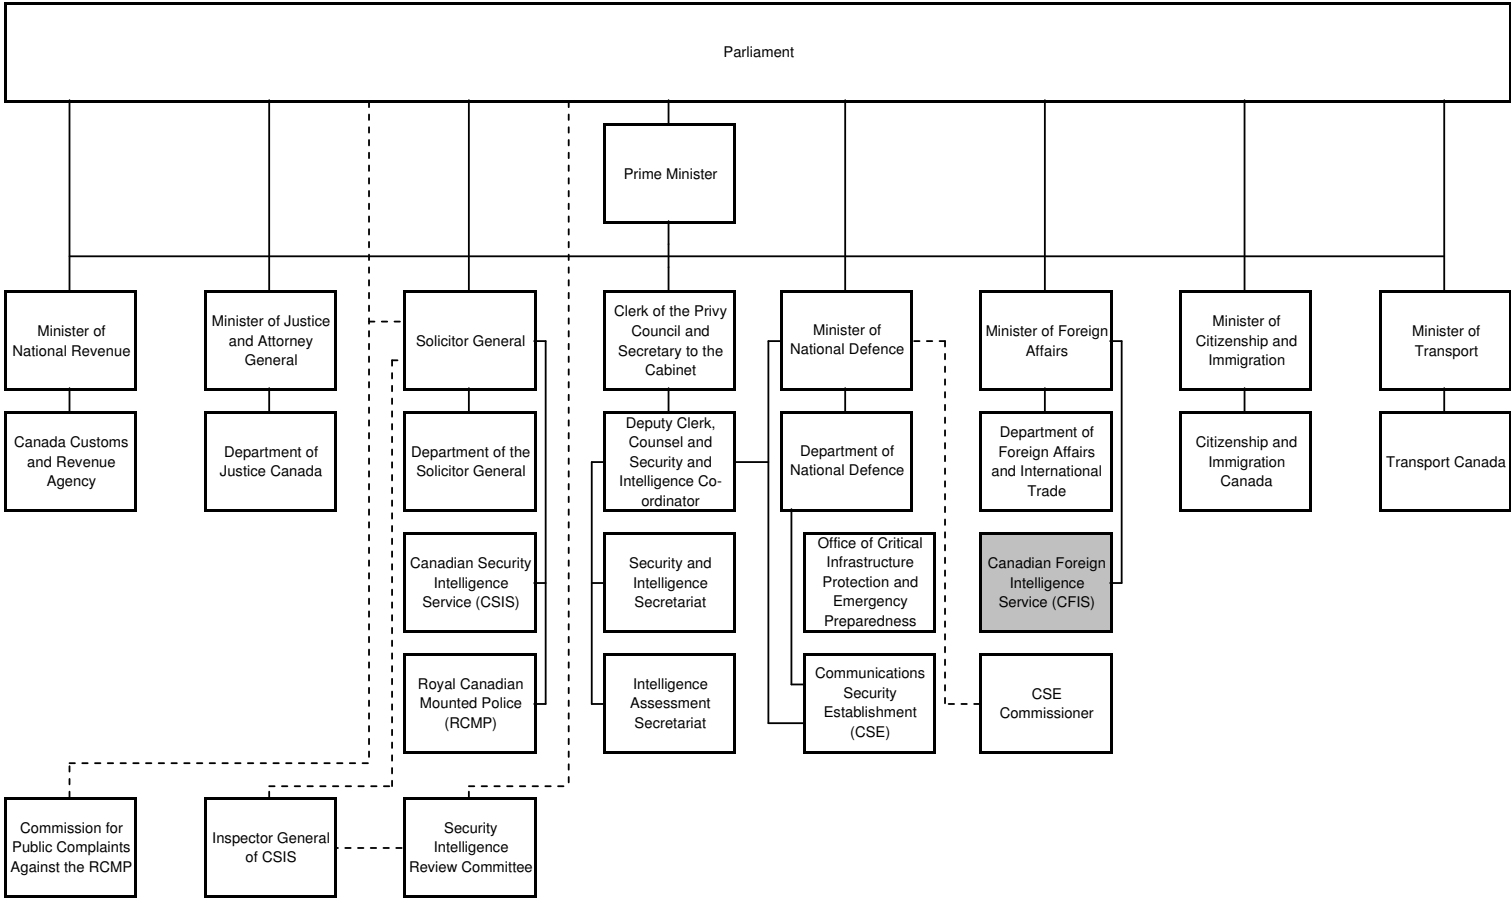 Parliament
Prime Minister
Minister of
National Revenue
Minister of Justice
and Attorney
General
Solicitor General
Clerk of the Privy
Council and
Secretary to the
Cabinet
Minister of
National Defence
Minister of Foreign
Affairs
Minister of
Citizenship and
Immigration
Minister of
Transport
Canada Customs
and Revenue
Agency
Department of
Justice Canada
Department of the
Solicitor General
Deputy Clerk,
Counsel and
Security and
Intelligence Co-
ordinator
Department of
National Defence
Department of
Foreign Affairs
and International
Trade
Citizenship and
Immigration
Canada
Transport Canada
Canadian Security
Intelligence
Service (CSIS)
Security and
Intelligence
Secretariat
Office of Critical
Infrastructure
Protection and
Emergency
Preparedness
Canadian Foreign
Intelligence
Service (CFIS)
Royal Canadian
Mounted Police
(RCMP)
Intelligence
Assessment
Secretariat
Communications
Security
Establishment
(CSE)
CSE
Commissioner
Commission for
Public Complaints
Against the RCMP
Inspector General
of CSIS
Security
Intelligence
Review Committee